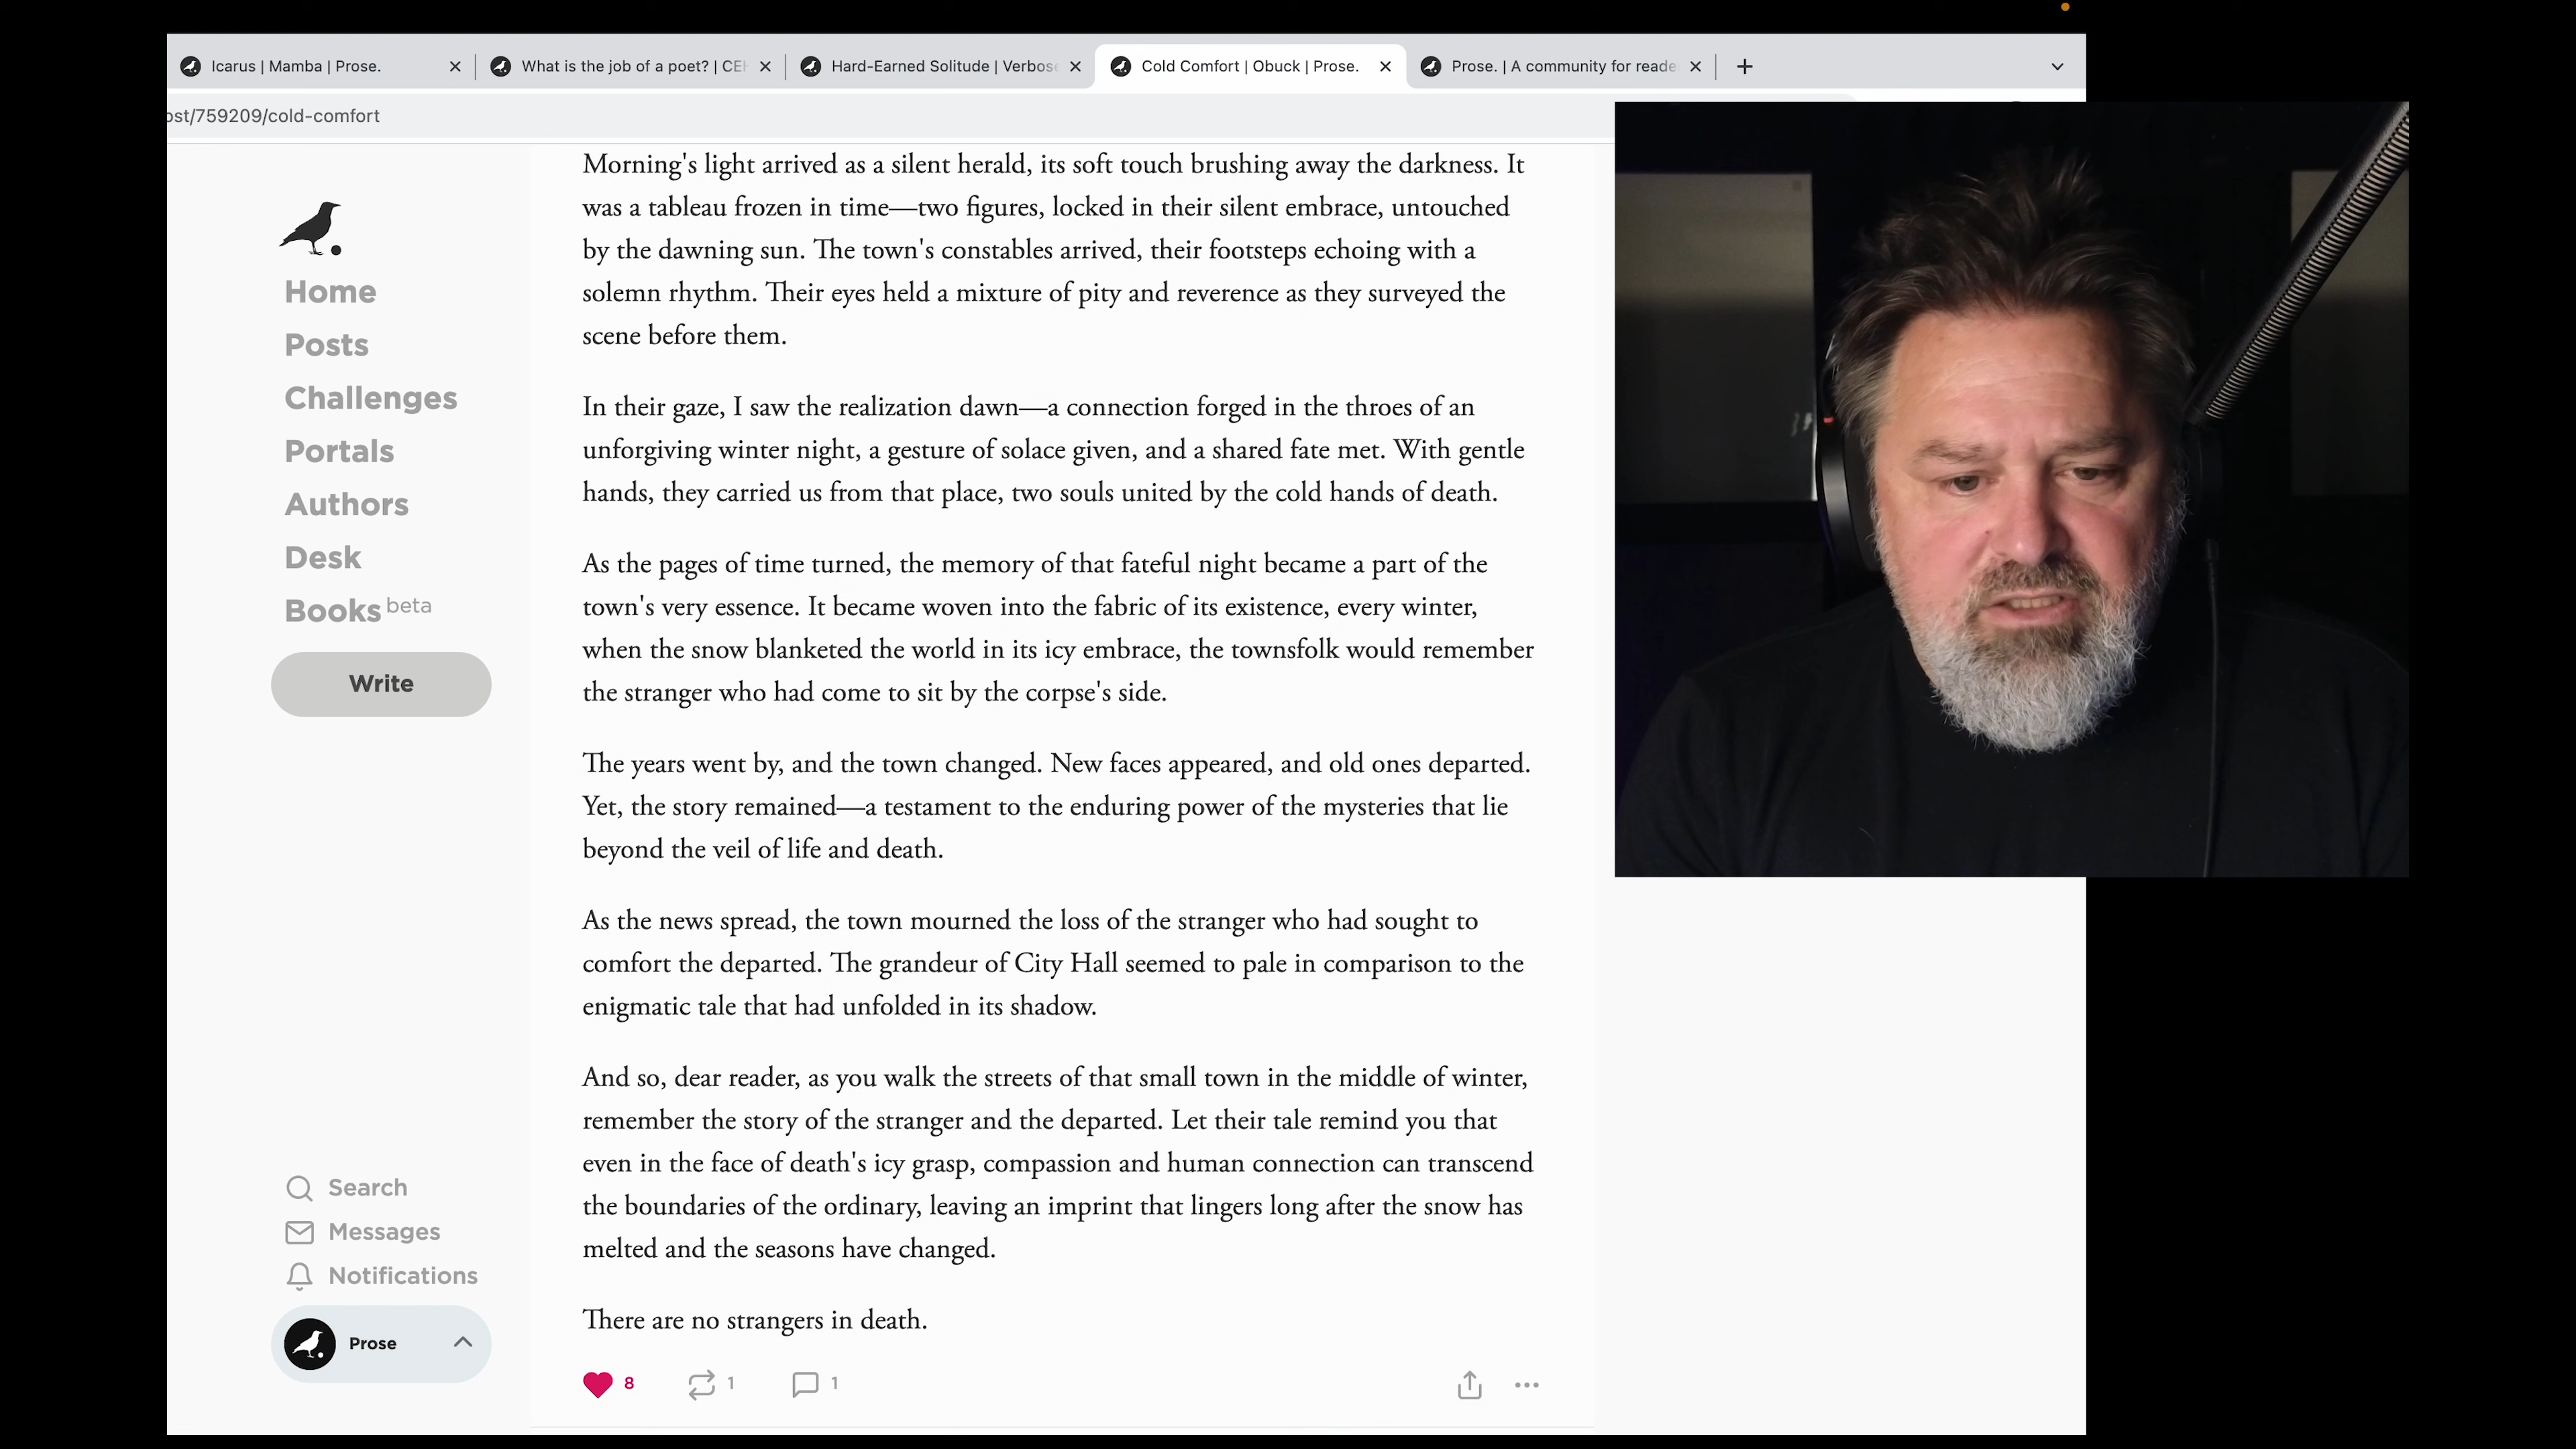 Icarus | Mamba | Prose.
What is the job of a poet? | CE
Hard-Earned Solitude | Verbos
Cold Comfort | Obuck | Prose.
Prose. | A community for reade
ost/759209/cold-comfort
Home
Posts
Challenges
Portals
Authors
Desk
Books beta
Write
Search
Messages
Notifications
Prose
Morning's light arrived as a silent herald, its soft touch brushing away the darkness. It
was a tableau frozen in time—two figures, locked in their silent embrace, untouched
by the dawning sun. The town's constables arrived, their footsteps echoing with a
solemn rhythm. Their eyes held a mixture of pity and reverence as they surveyed the
scene before them.
In their gaze, I saw the realization dawn—a connection forged in the throes of an
unforgiving winter night, a gesture of solace given, and a shared fate met. With gentle
hands, they carried us from that place, two souls united by the cold hands of death.
As the pages of time turned, the memory of that fateful night became a part of the
town's very essence. It became woven into the fabric of its existence, every winter,
when the snow blanketed the world in its icy embrace, the townsfolk would remember
the stranger who had come to sit by the corpse's side.
The years went by, and the town changed. New faces appeared, and old ones departed.
Yet, the story remained—a testament to the enduring power of the mysteries that lie
beyond the veil of life and death.
As the news spread, the town mourned the loss of the stranger who had sought to
comfort the departed. The grandeur of City Hall seemed to pale in comparison to the
enigmatic tale that had unfolded in its shadow.
And so, dear reader, as you walk the streets of that small town in the middle of winter,
remember the story of the stranger and the departed. Let their tale remind you that
even in the face of death's icy grasp, compassion and human connection can transcend
the boundaries of the ordinary, leaving an imprint that lingers long after the snow has
melted and the seasons have changed.
There are no strangers in death.
8 1 1